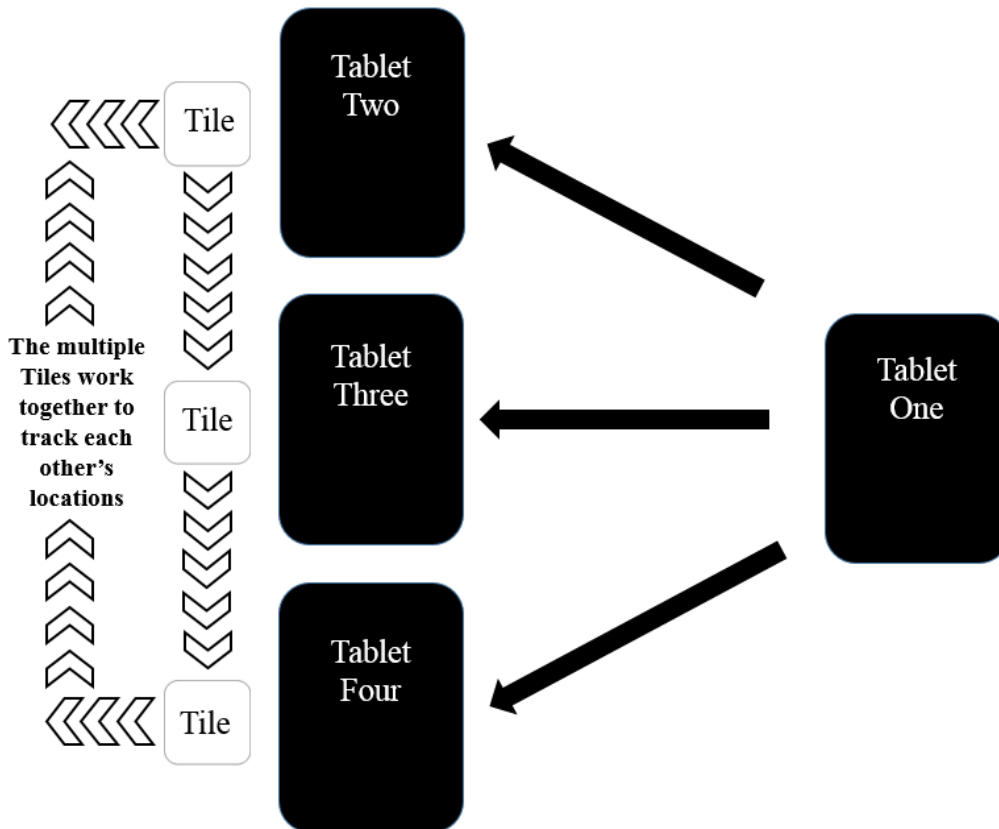 Tablet
Two
Tile
The multiple
Tiles work
together to
track each
other's
locations
Tile
Tablet
Three
Tablet
One
Tile
Tablet
Four